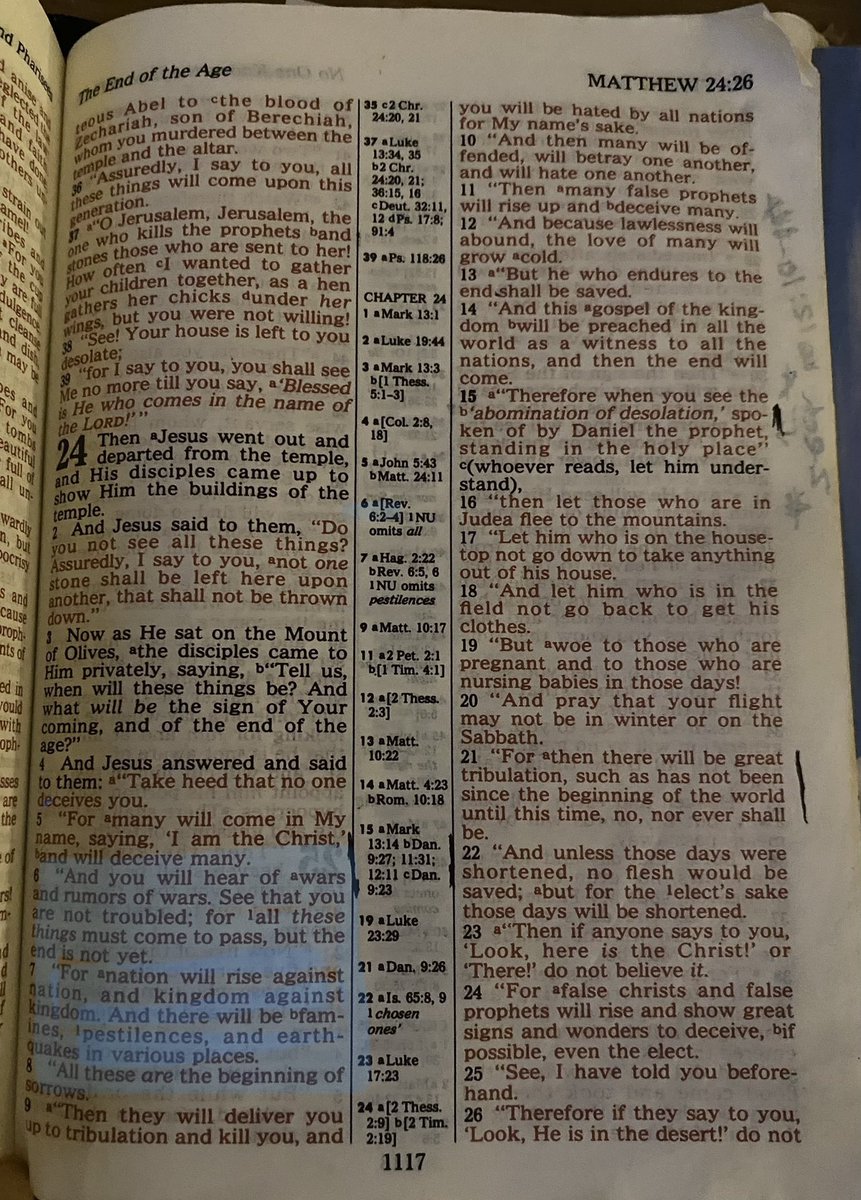 The End of the Age
MATTHEW 24:26
teous Abel to cthe blood of
Zechariah, son of Berechiah,
whom you murdered between the
temple and the altar.
36 "Assuredly, I say to you, all
these things will come upon this
generation.
37 a"O Jerusalem, Jerusalem, the
one who kills the prophets band
stones those who are sent to her!
How often cI wanted to gather
your children together, as a hen
gathers her chicks dunder her
wings, but you were not willing!
38 "See! Your house is left to you
desolate;
39 "for I say to you, you shall see
Me no more till you say, a'Blessed
is He who comes in the name of
the LORD!'"
24 Then aJesus went out and
departed from the temple,
and His disciples came up to
show Him the buildings of the
temple.
2 And Jesus said to them, "Do
you not see all these things?
Assuredly, I say to you, anot one
stone shall be left here upon
another, that shall not be thrown
down."
3 Now as He sat on the Mount
of Olives, athe disciples came to
Him privately, saying, b"Tell us,
when will these things be? And
what will be the sign of Your
coming, and of the end of the
age?"
4 And Jesus answered and said
to them: a"Take heed that no one
deceives you.
5 "For amany will come in My
name, saying, 'I am the Christ,'
band will deceive many.
6 "And you will hear of awars
and rumors of wars. See that you
are not troubled; for 1all these
things must come to pass, but the
end is not yet.
7 "For anation will rise against
nation, and kingdom against
kingdom. And there will be bfam-
ines, 1pestilences, and earth-
quakes in various places.
8 "All these are the beginning of
sorrows.
9 a"Then they will deliver you
up to tribulation and kill you, and
35 c2 Chr.
24:20, 21
37 aLuke
13:34, 35
b2 Chr.
24:20, 21;
36:15, 16
cDeut. 32:11,
12 dPs. 17:8;
91:4
39 aPs. 118:26
CHAPTER 24
1 aMark 13:1
2 aLuke 19:44
3 aMark 13:3
b[1 Thess.
5:1–3]
4 a[Col. 2:8,
18]
5 aJohn 5:43
bMatt. 24:11
6 a[Rev.
6:2–4] 1NU
omits all
7 aHag. 2:22
bRev. 6:5, 6
1NU omits
pestilences
9 aMatt. 10:17
11 a2 Pet. 2:1
b[1 Tim. 4:1]
12 a[2 Thess.
2:3]
13 aMatt.
10:22
14 aMatt. 4:23
bRom. 10:18
15 aMark
13:14 bDan.
9:27; 11:31;
12:11 cDan.
9:23
19 aLuke
23:29
21 aDan. 9:26
22 aIs. 65:8, 9
1chosen
ones'
23 aLuke
17:23
24 a[2 Thess.
2:9] b[2 Tim.
2:19]
you will be hated by all nations
for My name's sake.
10 "And then many will be of-
fended, will betray one another,
and will hate one another.
11 "Then amany false prophets
will rise up and bdeceive many.
12 "And because lawlessness will
abound, the love of many will
grow acold.
13 a"But he who endures to the
end shall be saved.
14 "And this agospel of the king-
dom bwill be preached in all the
world as a witness to all the
nations, and then the end will
come.
15 a"Therefore when you see the
b'abomination of desolation,' spo-
ken of by Daniel the prophet,
standing in the holy place"
c(whoever reads, let him under-
stand),
16 "then let those who are in
Judea flee to the mountains.
17 "Let him who is on the house-
top not go down to take anything
out of his house.
18 "And let him who is in the
field not go back to get his
clothes.
19 "But awoe to those who are
pregnant and to those who are
nursing babies in those days!
20 "And pray that your flight
may not be in winter or on the
Sabbath.
21 "For athen there will be great
tribulation, such as has not been
since the beginning of the world
until this time, no, nor ever shall
be.
22 "And unless those days were
shortened, no flesh would be
saved; abut for the 1elect's sake
those days will be shortened.
23 a"Then if anyone says to you,
'Look, here is the Christ!' or
'There!' do not believe it.
24 "For afalse christs and false
prophets will rise and show great
signs and wonders to deceive, bif
possible, even the elect.
25 "See, I have told you before-
hand.
26 "Therefore if they say to you,
'Look, He is in the desert!' do not
1117